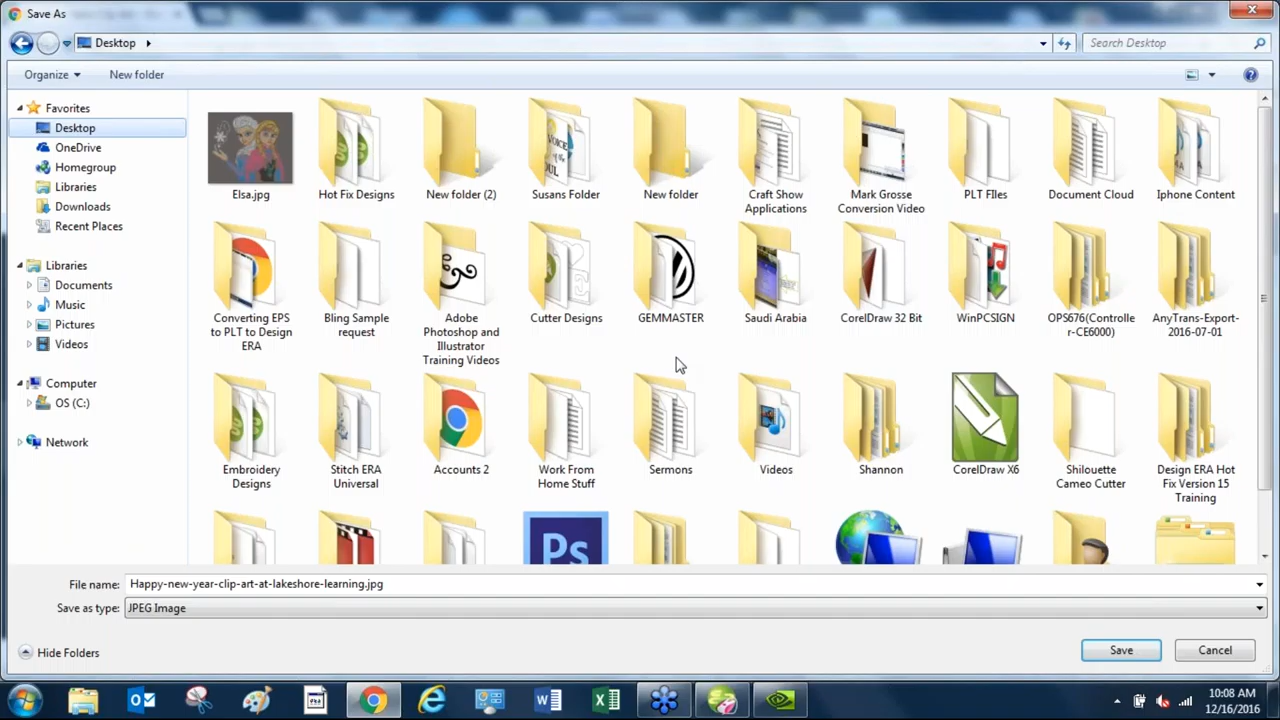 Save As
Desktop
Search Desktop
Organize
New folder
Favorites
Desktop
OneDrive
Homegroup
Libraries
Downloads
Recent Places
Libraries
Documents
Music
Pictures
Videos
Computer
OS (C:)
Network
Elsa.jpg
Hot Fix Designs
New folder (2)
VOICE
of the
SOUL
Susans Folder
New folder
Craft Show
Applications
Mark Grosse
Conversion Video
PLT FIles
Document Cloud
Iphone Content
Converting EPS
to PLT to Design
ERA
Bling Sample
request
Adobe
Photoshop and
Illustrator
Training Videos
Cutter Designs
GEMMASTER
Saudi Arabia
CorelDraw 32 Bit
WinPCSIGN
OPS676(Controlle
r-CE6000)
AnyTrans-Export-
2016-07-01
Embroidery
Designs
Stitch ERA
Universal
Accounts 2
Work From
Home Stuff
Sermons
Videos
Shannon
CorelDraw X6
Shilouette
Cameo Cutter
Design ERA Hot
Fix Version 15
Training
Ps
File name: Happy-new-year-clip-art-at-lakeshore-learning.jpg
Save as type: JPEG Image
Hide Folders
Save
Cancel
10:08 AM
12/16/2016